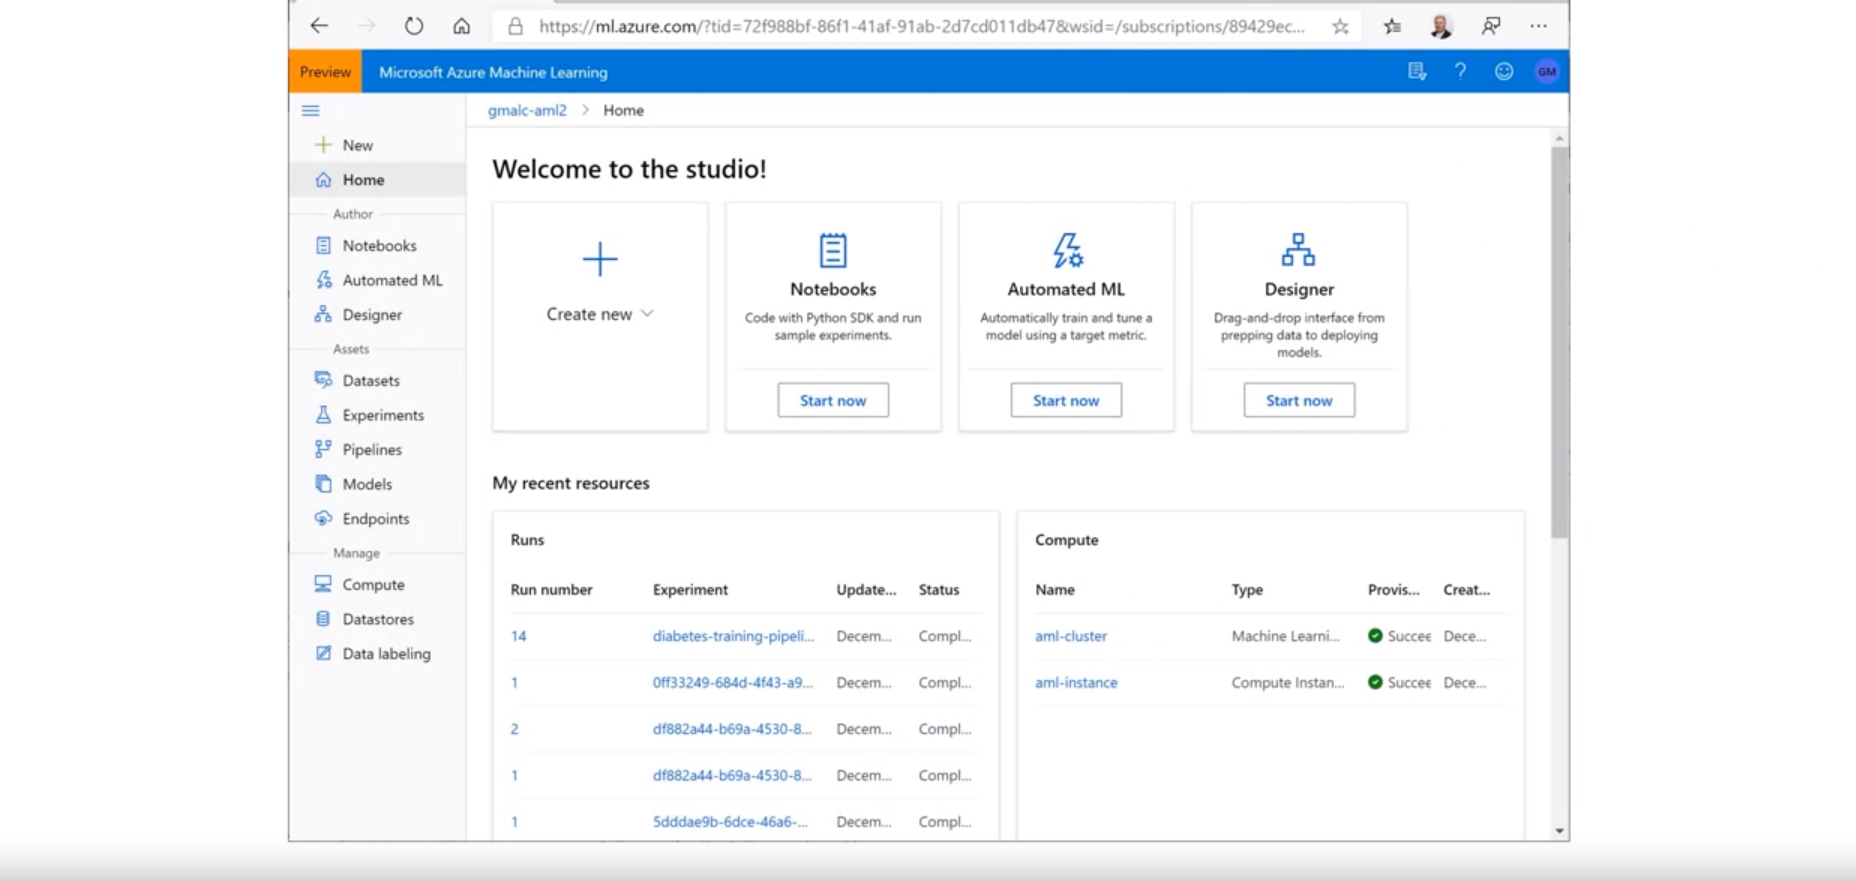 https://ml.azure.com/?tid=72f988bf-86f1-41af-91ab-2d7cd011db47&wsid=/subscriptions/89429ec...
Preview
Microsoft Azure Machine Learning
?
GM
gmalc-aml2 > Home
New
Home
Author
Notebooks
Automated ML
Designer
Assets
Datasets
Experiments
Pipelines
Models
Endpoints
Manage
Compute
Datastores
Data labeling
Welcome to the studio!
Create new
Notebooks
Code with Python SDK and run
sample experiments.
Start now
Automated ML
Automatically train and tune a
model using a target metric.
Start now
Designer
Drag-and-drop interface from
prepping data to deploying
models.
Start now
My recent resources
Runs
Run number Experiment Update... Status
14 diabetes-training-pipeli... Decem... Compl...
1 0ff33249-684d-4f43-a9... Decem... Compl...
2 df882a44-b69a-4530-8... Decem... Compl...
1 df882a44-b69a-4530-8... Decem... Compl...
1 5dddae9b-6dce-46a6-... Decem... Compl...
Compute
Name Type Provis... Creat...
aml-cluster Machine Learni... Succee Dece...
aml-instance Compute Instan... Succee Dece...